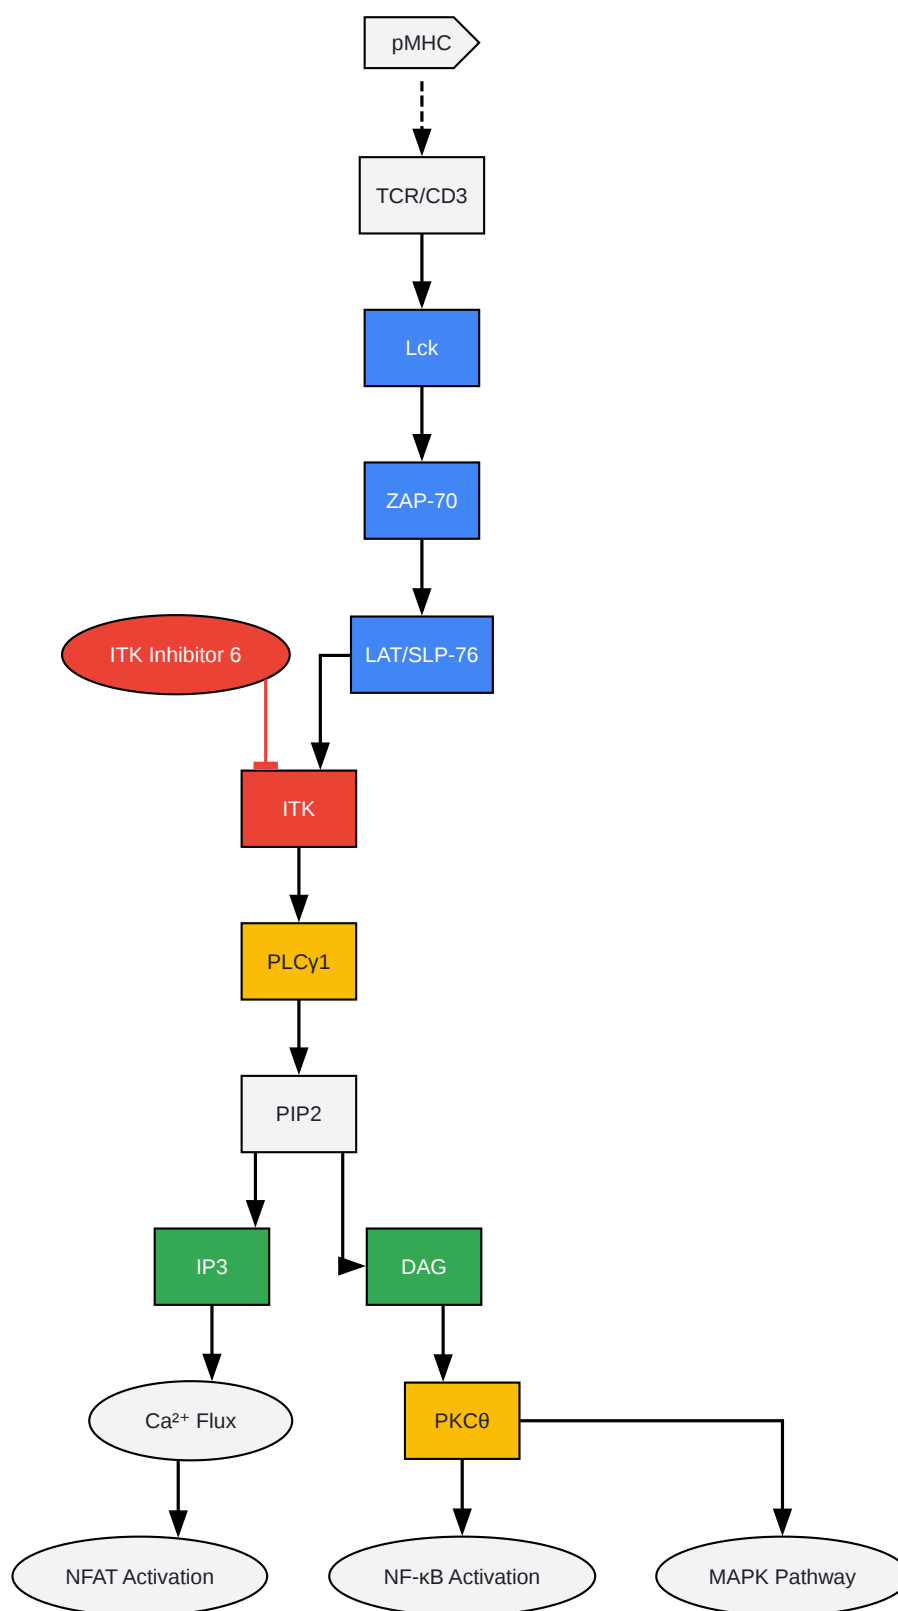 pMHC
TCR/CD3
Lck
ZAP-70
ITK Inhibitor 6
LAT/SLP-76
ITK
PLCγ1
PIP2
IP3
DAG
Ca²⁺ Flux
PKCθ
NFAT Activation
NF-κB Activation
MAPK Pathway